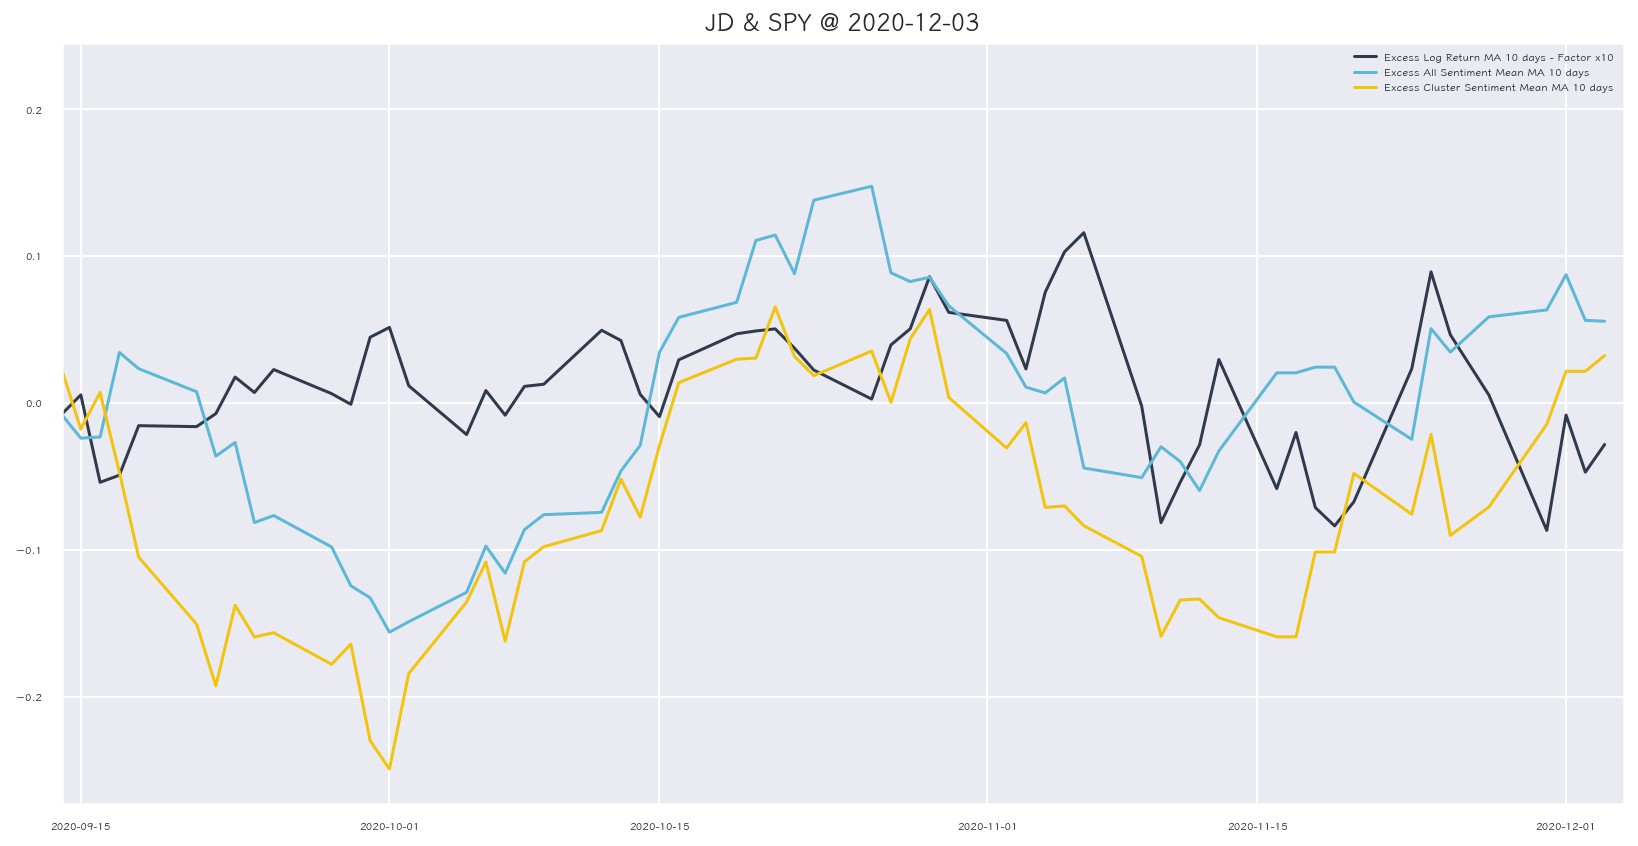 JD & SPY @ 2020-12-03
Excess Log Return MA 10 days - Factor x10
Excess All Sentiment Mean MA 10 days
Excess Cluster Sentiment Mean MA 10 days
0.2
0.1
0.0
−0.1
−0.2
2020-09-15
2020-10-01
2020-10-15
2020-11-01
2020-11-15
2020-12-01